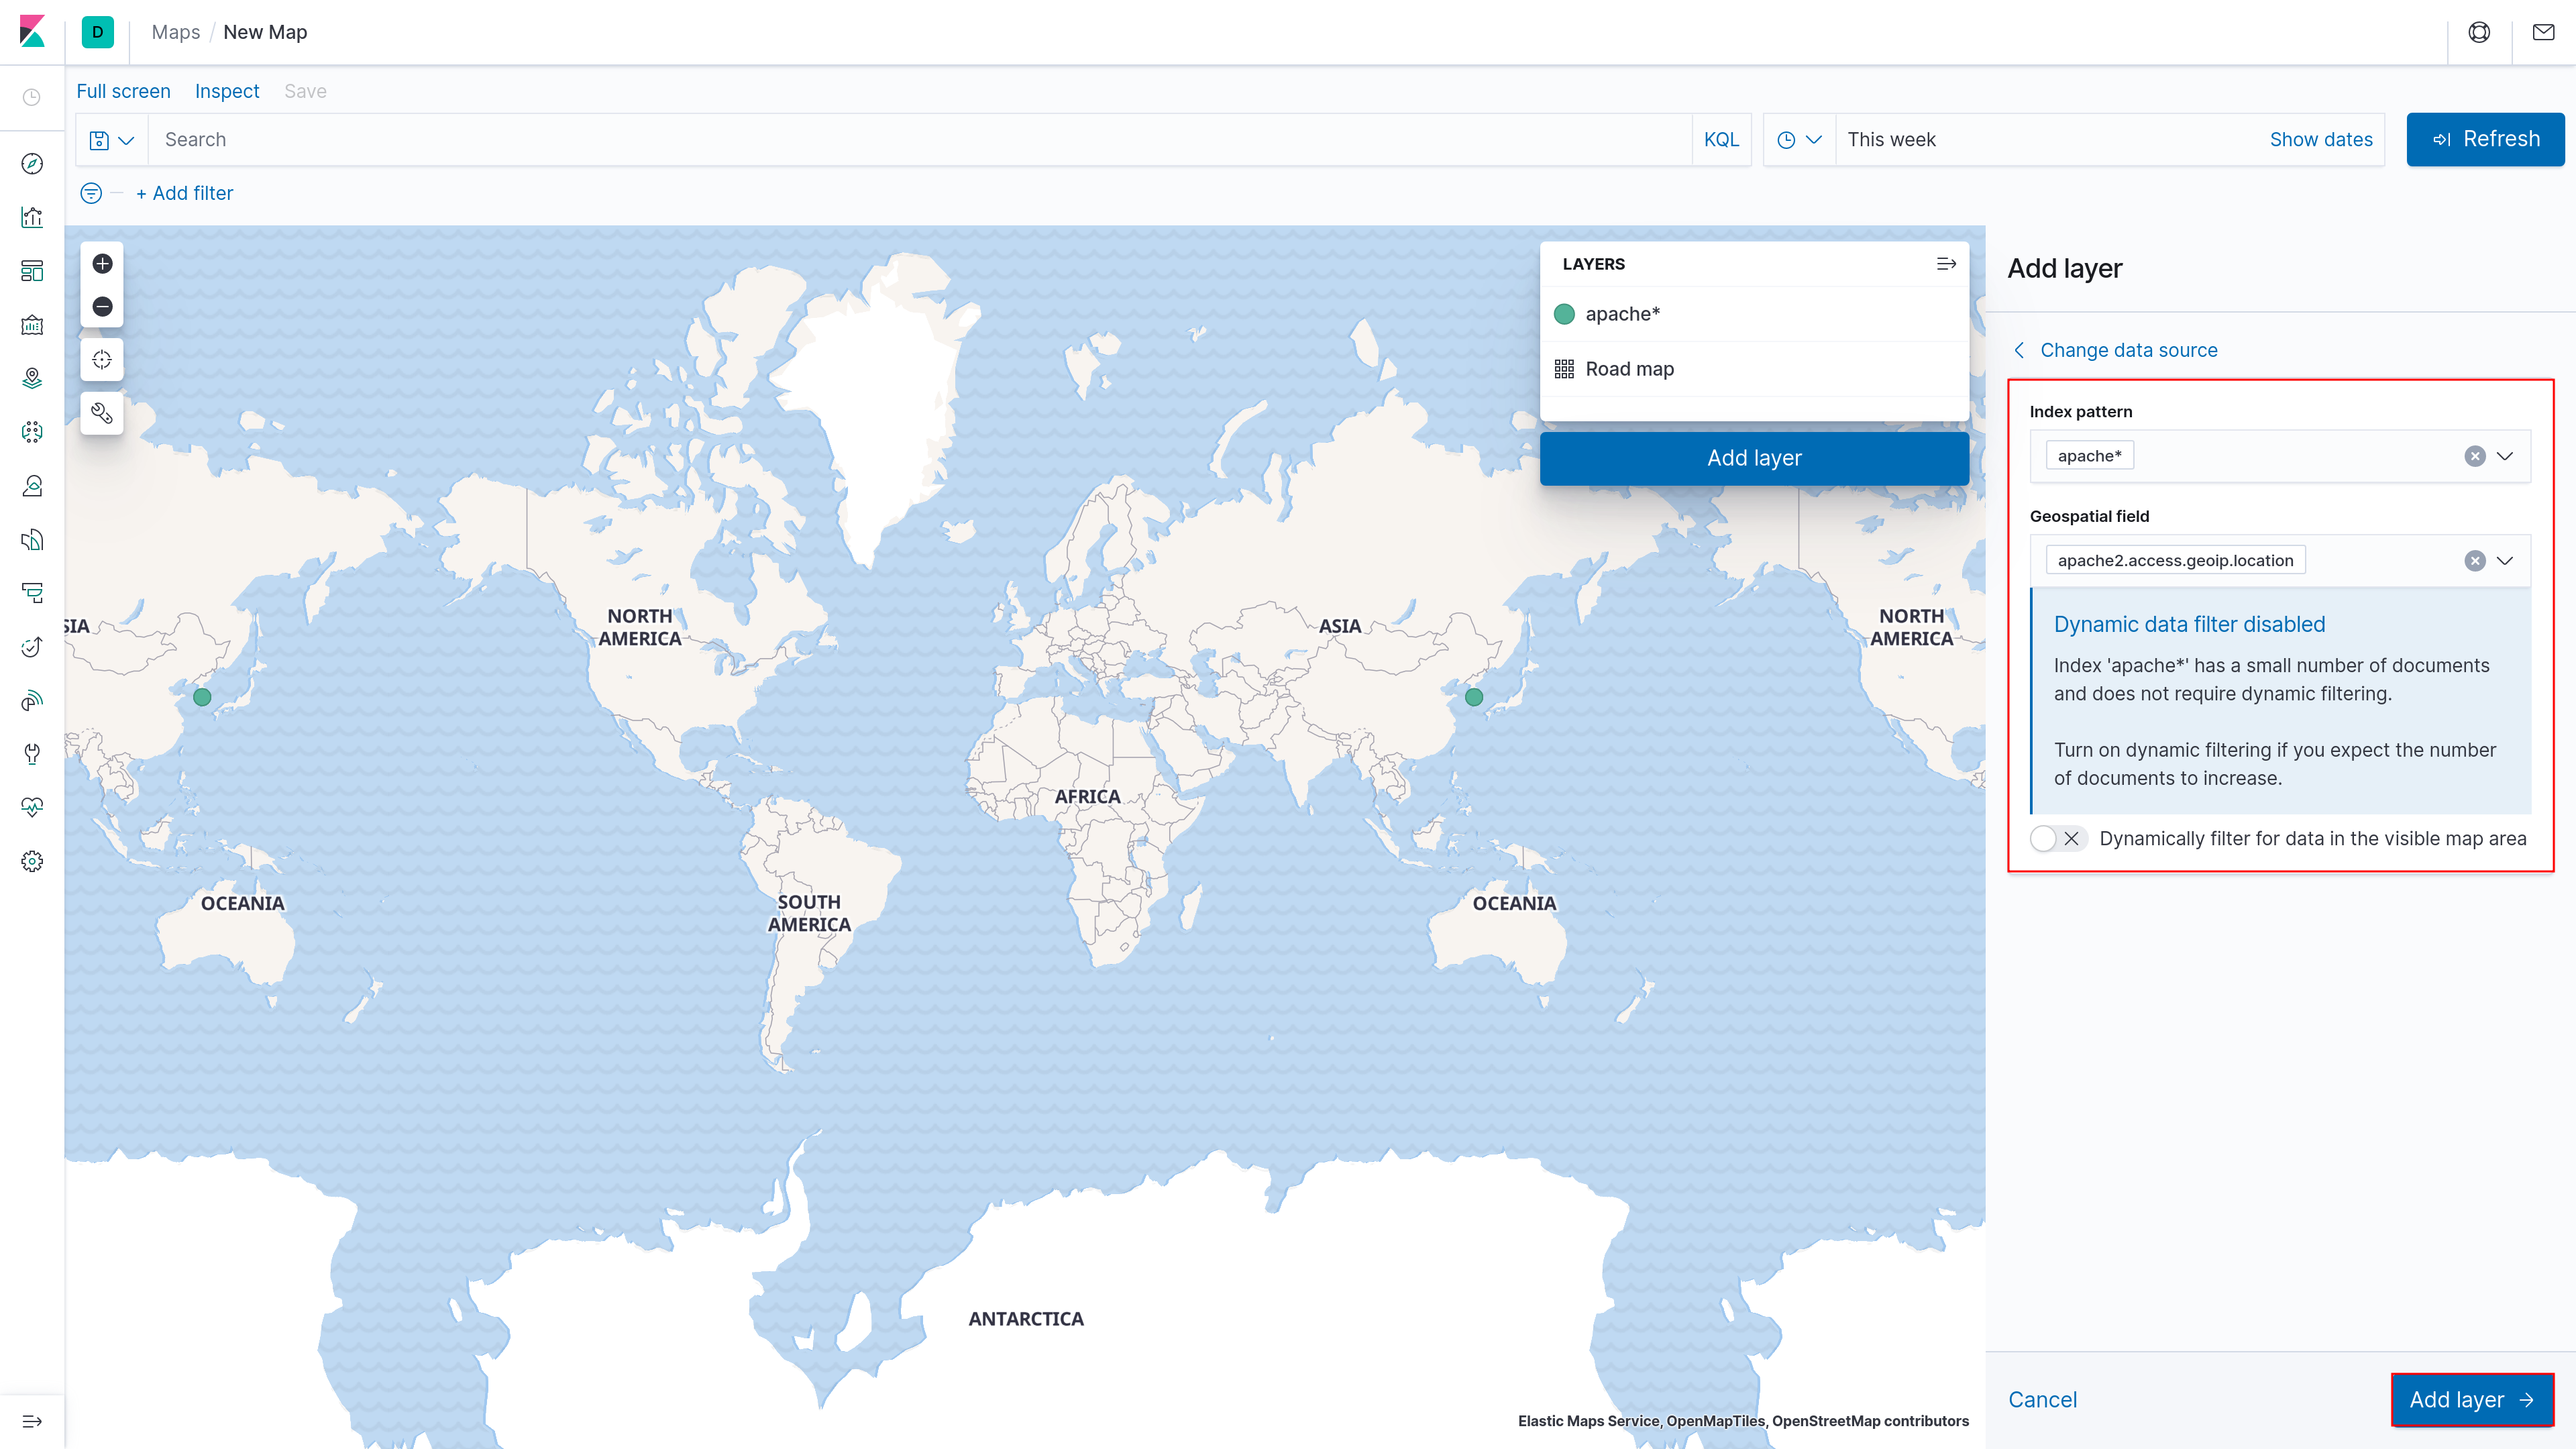 D
Maps / New Map
Full screen Inspect Save
Search KQL This week Show dates Refresh
+ Add filter
LAYERS
apache*
Road map
Add layer
SIA
NORTH
AMERICA
ASIA
NORTH
AMERICA
AFRICA
OCEANIA
SOUTH
AMERICA
OCEANIA
ANTARCTICA
Elastic Maps Service, OpenMapTiles, OpenStreetMap contributors
Add layer
Change data source
Index pattern
apache*
Geospatial field
apache2.access.geoip.location
Dynamic data filter disabled
Index 'apache*' has a small number of documents
and does not require dynamic filtering.
Turn on dynamic filtering if you expect the number
of documents to increase.
Dynamically filter for data in the visible map area
Cancel Add layer